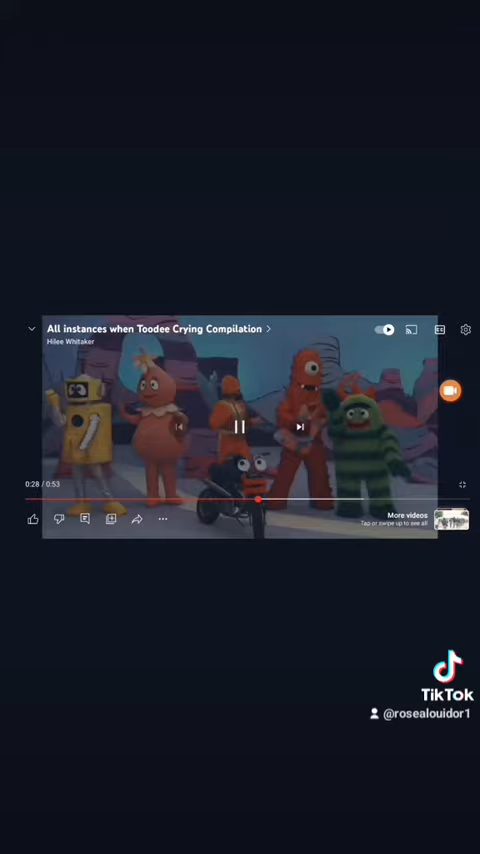 All instances when Toodee Crying Compilation
Hilee Whitaker
CC
0:28 / 0:53
More videos
Tap or swipe up to see all
TikTok
@rosealouidor1